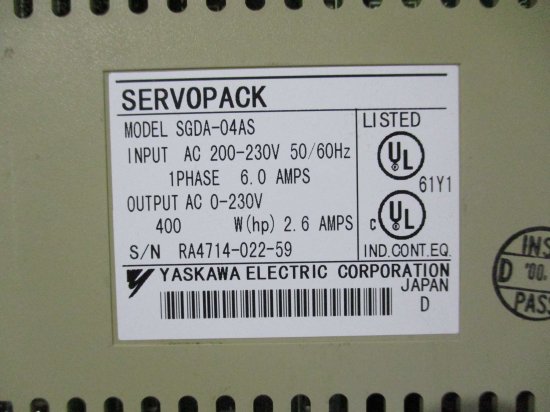 SERVOPACK
MODEL SGDA-04AS
INPUT AC 200-230V 50/60Hz
1PHASE 6.0 AMPS
OUTPUT AC 0-230V
400 W(hp) 2.6 AMPS
S/N RA4714-022-59
LISTED
UL
61Y1
c UL
IND.CONT.EQ.
YASKAWA ELECTRIC CORPORATION
JAPAN
D
INS
D '00.
PAS